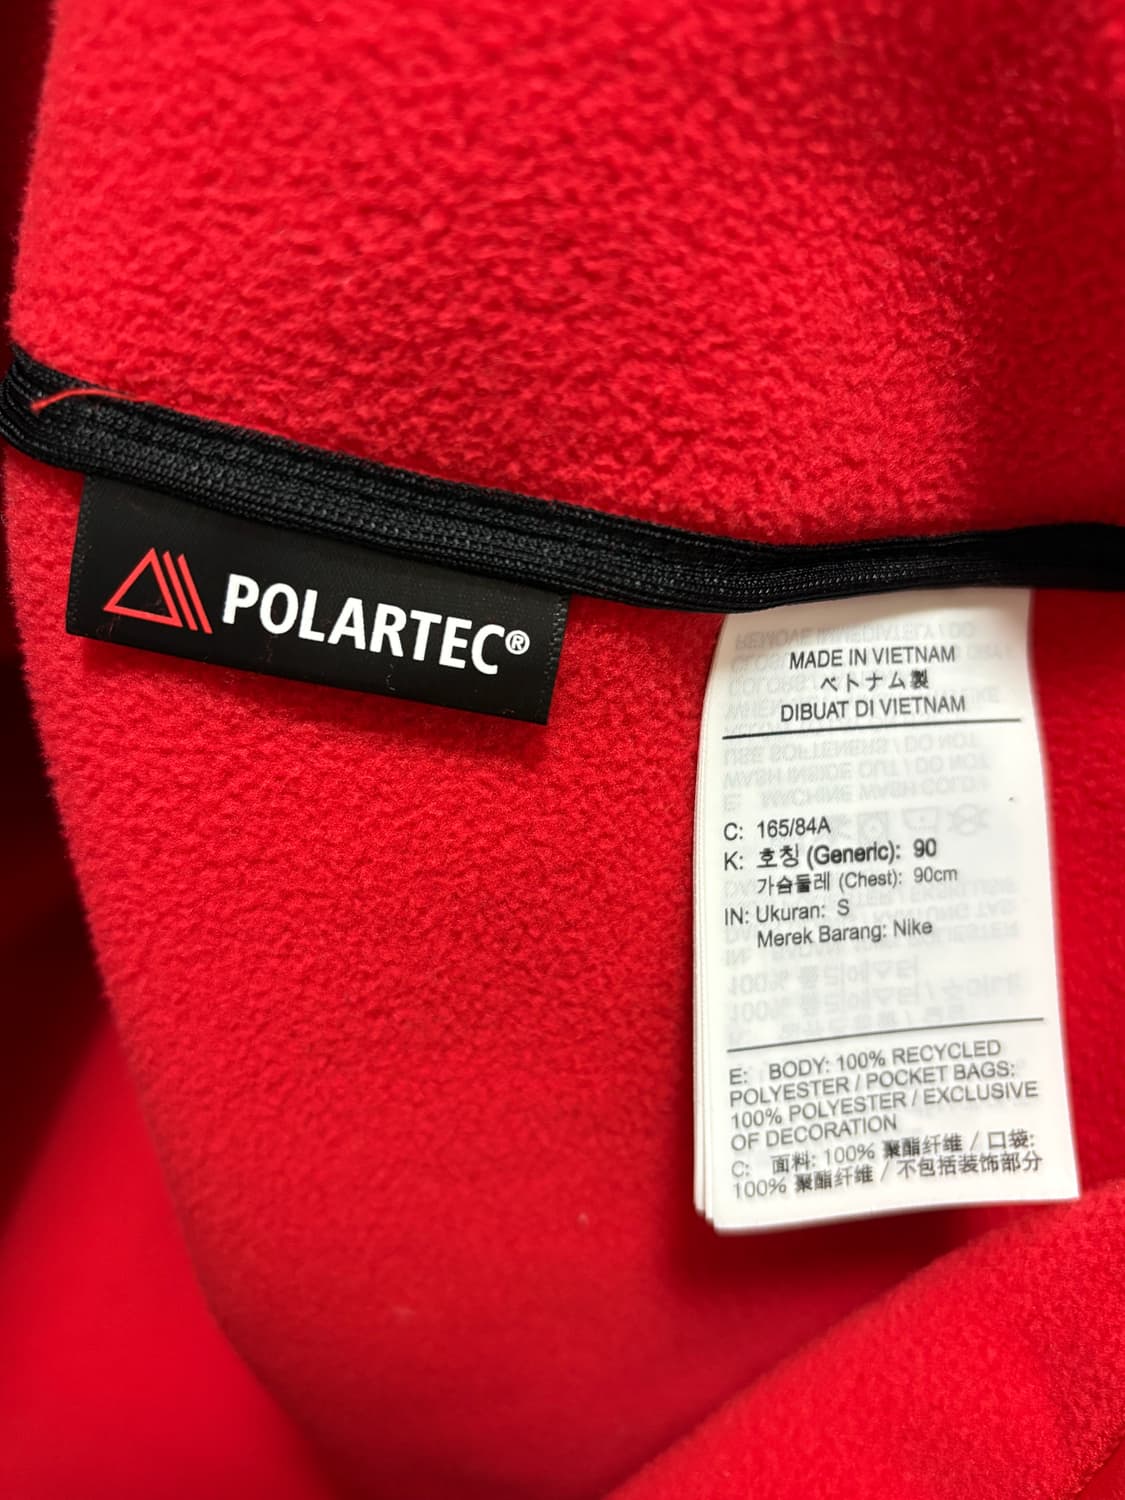 POLARTEC®
MADE IN VIETNAM
ベトナム製
DIBUAT DI VIETNAM
C: 165/84A
K: 호칭 (Generic): 90
가슴둘레 (Chest): 90cm
IN: Ukuran: S
Merek Barang: Nike
E: BODY: 100% RECYCLED
POLYESTER / POCKET BAGS:
100% POLYESTER / EXCLUSIVE
OF DECORATION
C: 面料: 100% 聚酯纤维 / 口袋:
100% 聚酯纤维 / 不包括装饰部分